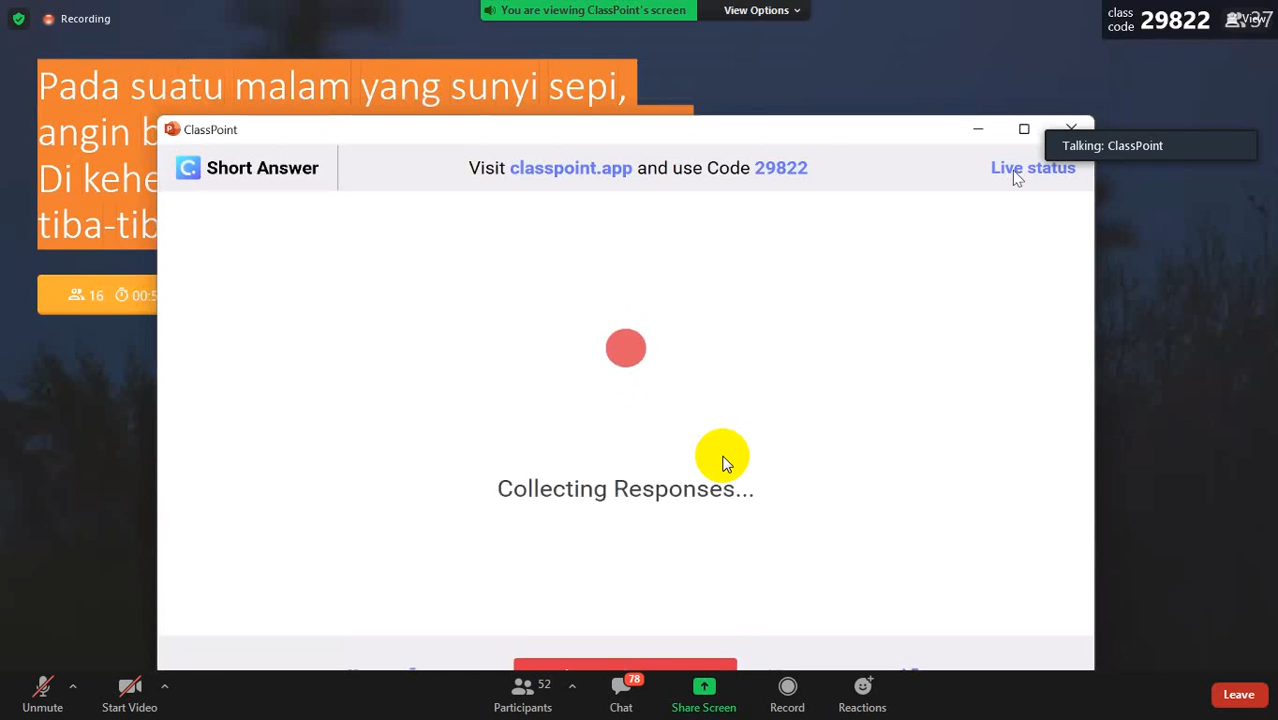 Recording
You are viewing ClassPoint's screen
View Options
class
code 29822
View
37
Pada suatu malam yang sunyi sepi,
angin b
Di kehe
tiba-tib
16
ClassPoint
Short Answer
Visit classpoint.app and use Code 29822
Live status
Talking: ClassPoint
Collecting Responses...
Unmute
Start Video
52
Participants
78
Chat
Share Screen
Record
Reactions
Leave